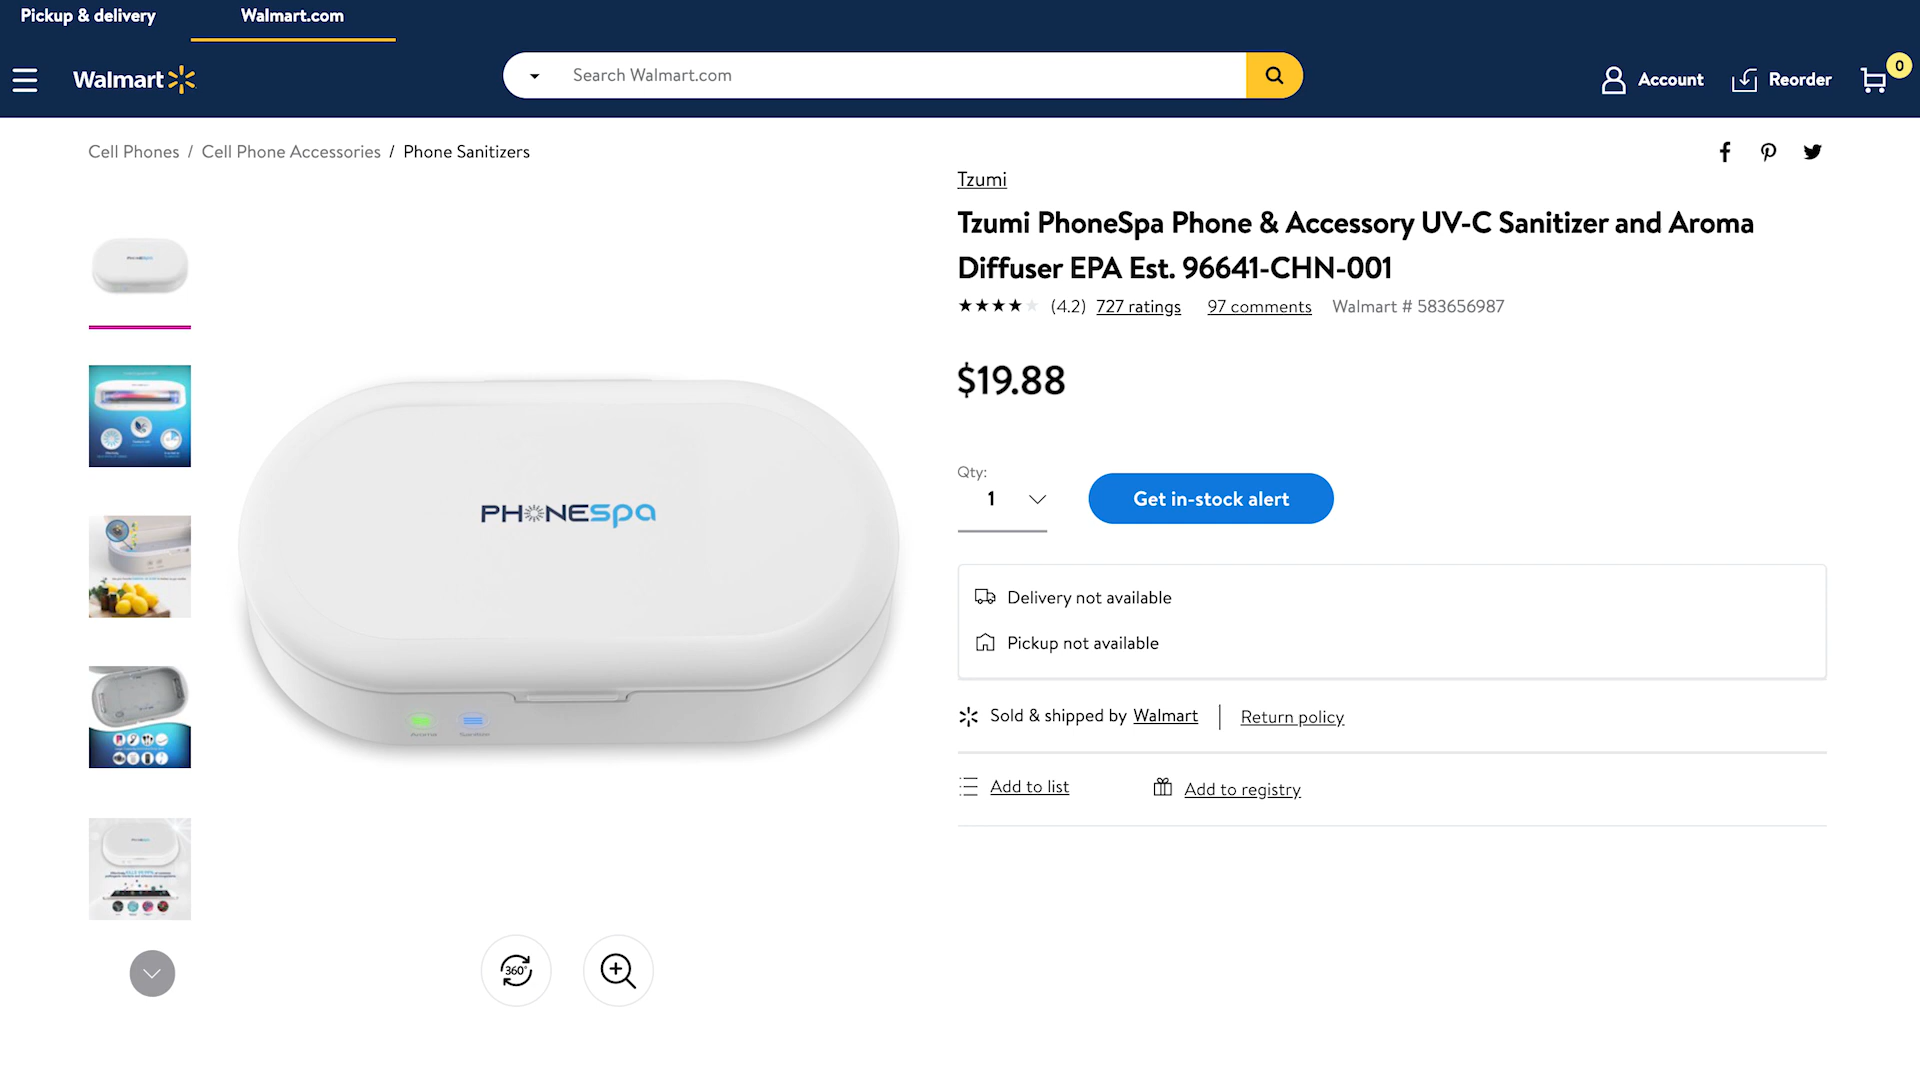 Pickup & delivery
Walmart.com
Walmart
Search Walmart.com
Account
Reorder
0
Cell Phones / Cell Phone Accessories / Phone Sanitizers
Tzumi
Tzumi PhoneSpa Phone & Accessory UV-C Sanitizer and Aroma
Diffuser EPA Est. 96641-CHN-001
(4.2) 727 ratings 97 comments Walmart # 583656987
$19.88
Qty:
1
Get in-stock alert
PHONESpa
Aroma Sanitize
Delivery not available
Pickup not available
Sold & shipped by Walmart
Return policy
Add to list
Add to registry
360°